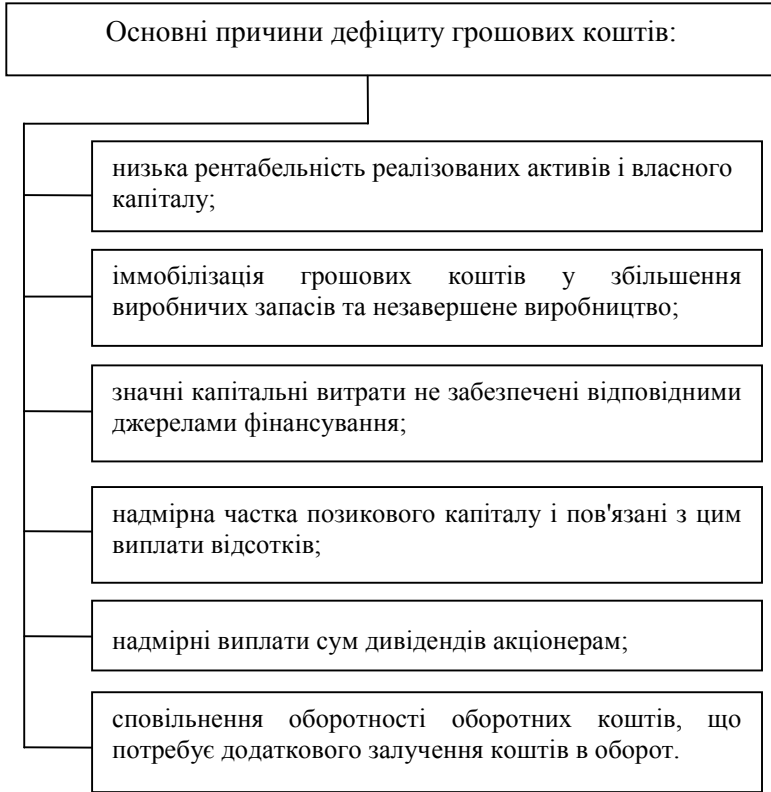 Основні причини дефіциту грошових коштів:
низька рентабельність реалізованих активів і власного
капіталу;
іммобілізація грошових коштів у збільшення
виробничих запасів та незавершене виробництво;
значні капітальні витрати не забезпечені відповідними
джерелами фінансування;
надмірна частка позикового капіталу і пов'язані з цим
виплати відсотків;
надмірні виплати сум дивідендів акціонерам;
сповільнення оборотності оборотних коштів, що
потребує додаткового залучення коштів в оборот.